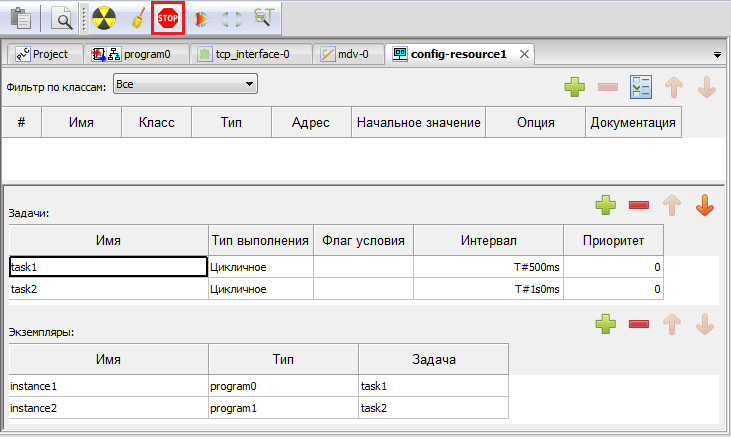 STOP
Project program0 tcp_interface-0 mdv-0 config-resource1
Фильтр по классам: Все
# Имя Класс Тип Адрес Начальное значение Опция Документация
Задачи:
Имя Тип выполнения Флаг условия Интервал Приоритет
task1 Цикличное T#500ms 0
task2 Цикличное T#1s0ms 0
Экземпляры:
Имя Тип Задача
instance1 program0 task1
instance2 program1 task2